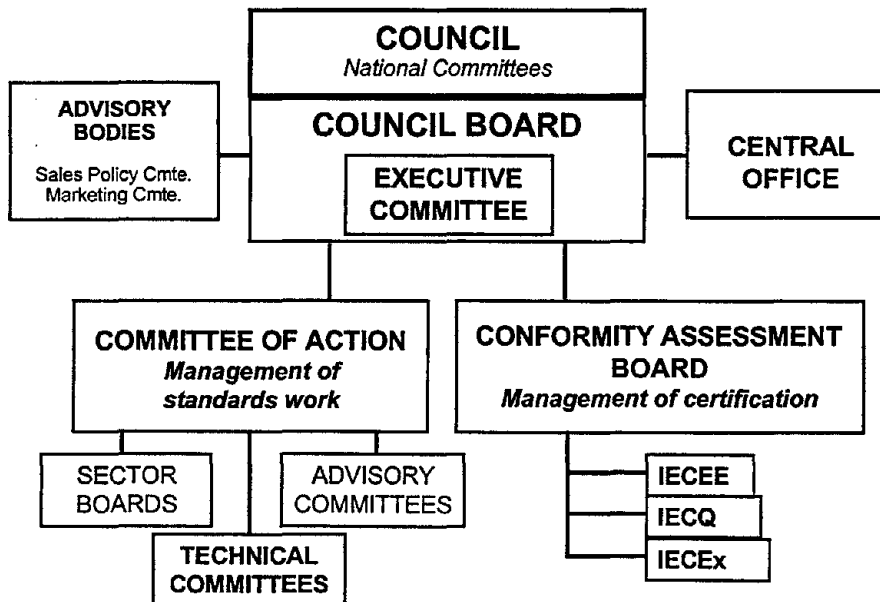 COUNCIL
National Committees
ADVISORY
BODIES
Sales Policy Cmte.
Marketing Cmte.
COUNCIL BOARD
EXECUTIVE
COMMITTEE
CENTRAL
OFFICE
COMMITTEE OF ACTION
Management of
standards work
CONFORMITY ASSESSMENT
BOARD
Management of certification
SECTOR
BOARDS
ADVISORY
COMMITTEES
TECHNICAL
COMMITTEES
IECEE
IECQ
IECEx